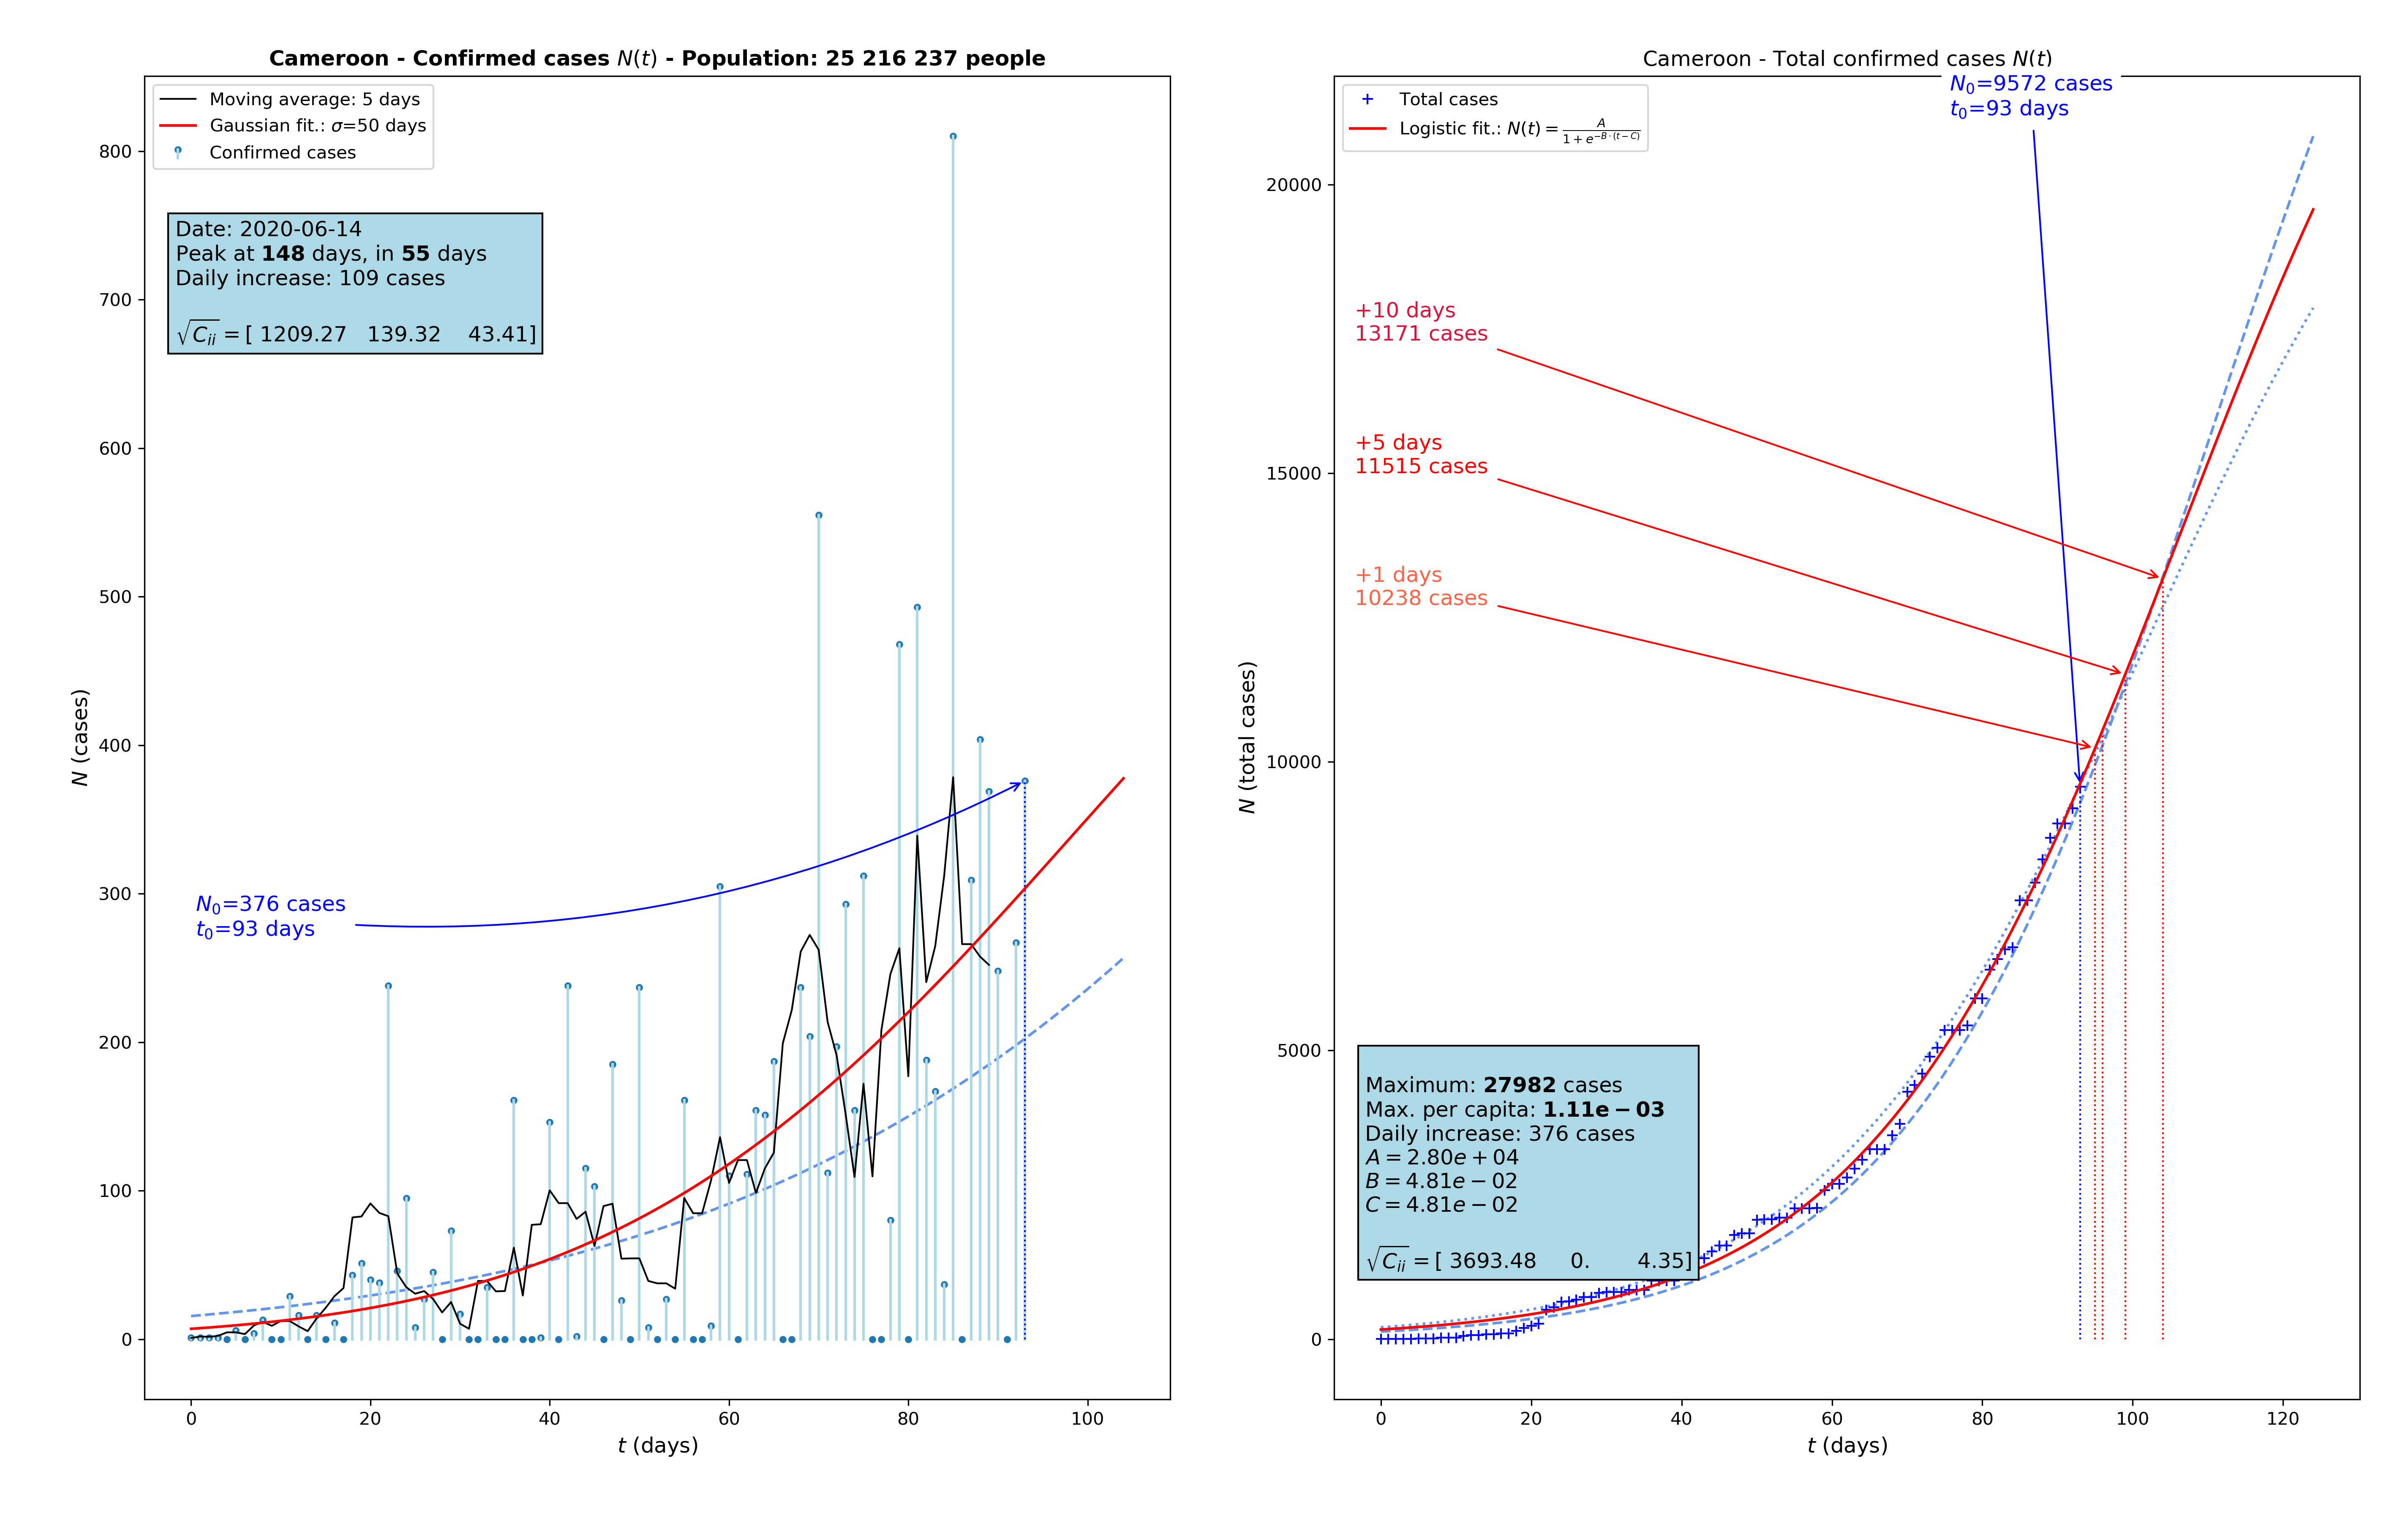 Cameroon - Confirmed cases N(t) - Population: 25 216 237 people
Moving average: 5 days
Gaussian fit.: σ=50 days
Confirmed cases
Date: 2020-06-14
Peak at 148 days, in 55 days
Daily increase: 109 cases
√C_ii = [ 1209.27 139.32 43.41]
N_0=376 cases
t_0=93 days
N (cases)
800
700
600
500
400
300
200
100
0
0 20 40 60 80 100
t (days)
Cameroon - Total confirmed cases N(t)
N_0=9572 cases
t_0=93 days
Total cases
Logistic fit.: N(t) = A / (1 + e^{−B·(t−C)})
+10 days
13171 cases
+5 days
11515 cases
+1 days
10238 cases
Maximum: 27982 cases
Max. per capita: 1.11e − 03
Daily increase: 376 cases
A = 2.80e + 04
B = 4.81e − 02
C = 4.81e − 02
√C_ii = [ 3693.48 0. 4.35]
N (total cases)
20000
15000
10000
5000
0
0 20 40 60 80 100 120
t (days)